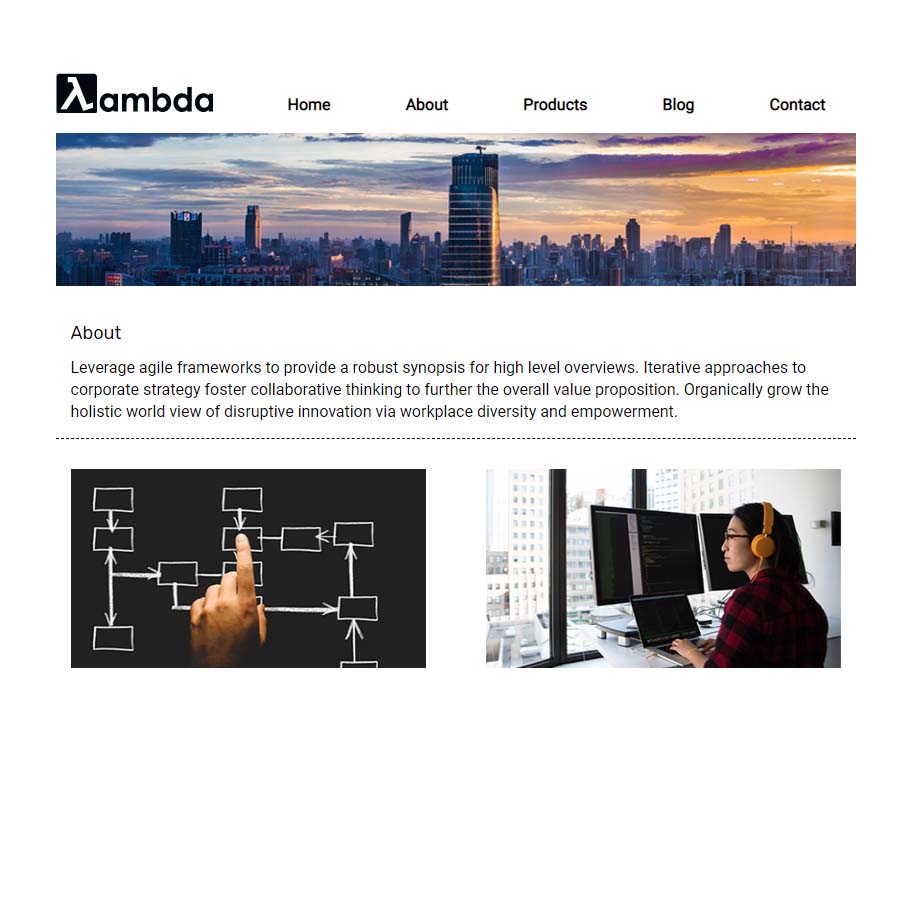 λambda
Home About Products Blog Contact
About
Leverage agile frameworks to provide a robust synopsis for high level overviews. Iterative approaches to
corporate strategy foster collaborative thinking to further the overall value proposition. Organically grow the
holistic world view of disruptive innovation via workplace diversity and empowerment.